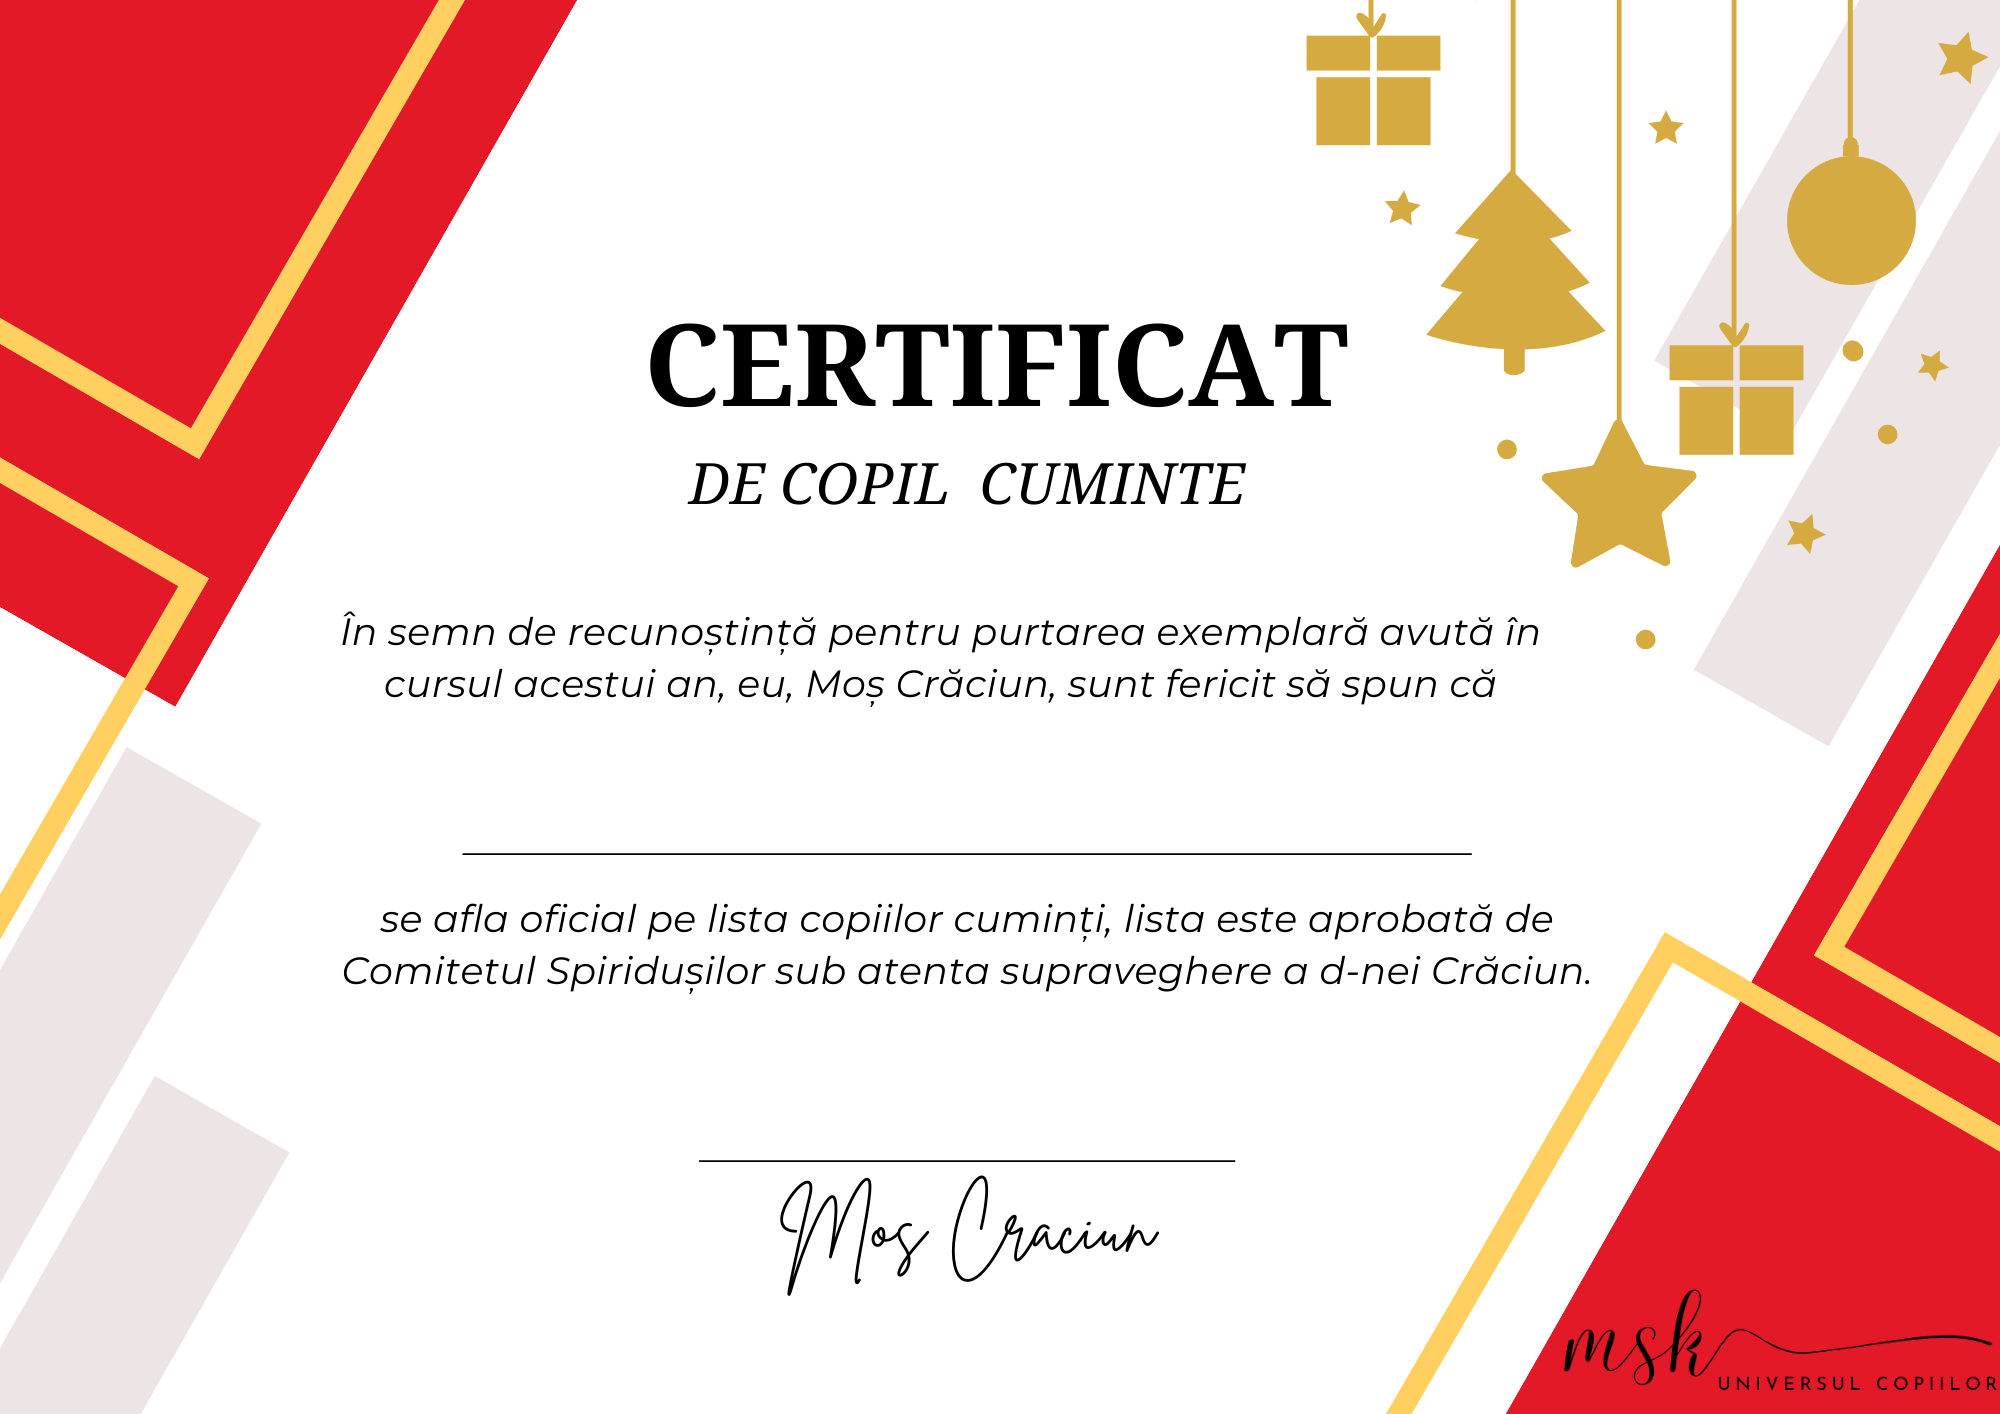 CERTIFICAT
DE COPIL CUMINTE
În semn de recunoștință pentru purtarea exemplară avută în
cursul acestui an, eu, Moș Crăciun, sunt fericit să spun că
se afla oficial pe lista copiilor cuminți, lista este aprobată de
Comitetul Spiridușilor sub atenta supraveghere a d-nei Crăciun.
Mos Craciun
msk
UNIVERSUL COPIILOR